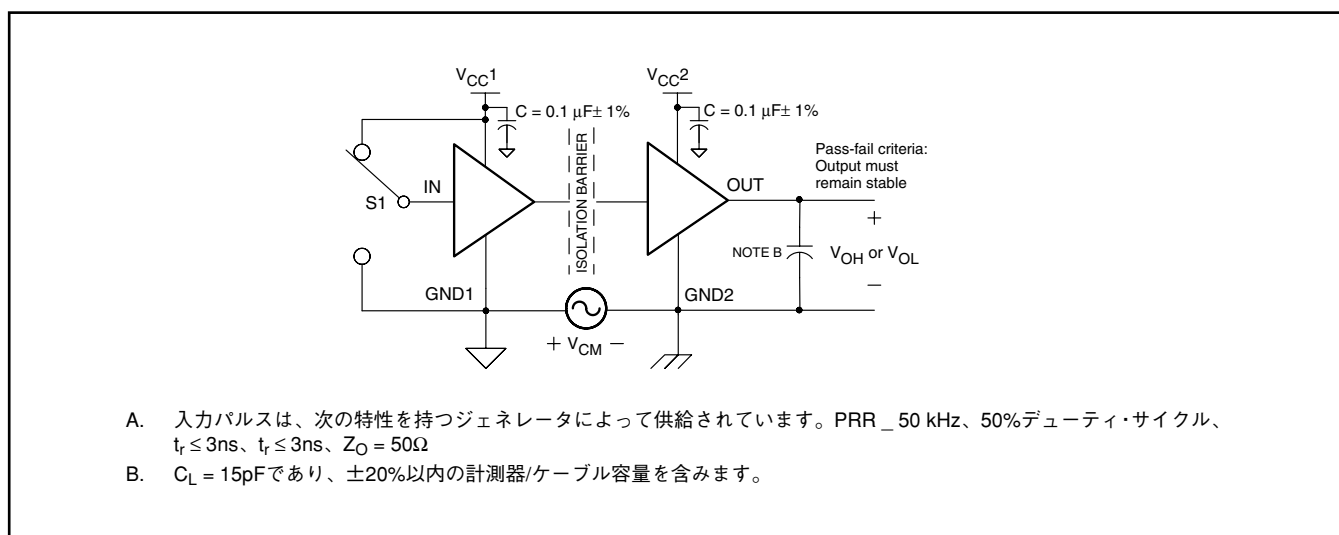 VCC1
VCC2
C = 0.1 μF± 1%
C = 0.1 μF± 1%
Pass-fail criteria:
Output must
remain stable
ISOLATION BARRIER
IN
OUT
S1
NOTE B
+
VOH or VOL
−
GND1
GND2
+ VCM −
A. 入力パルスは、次の特性を持つジェネレータによって供給されています。PRR _ 50 kHz、50%デューティ・サイクル、
tr ≤ 3ns、tr ≤ 3ns、ZO = 50Ω
B. CL = 15pFであり、±20%以内の計測器/ケーブル容量を含みます。